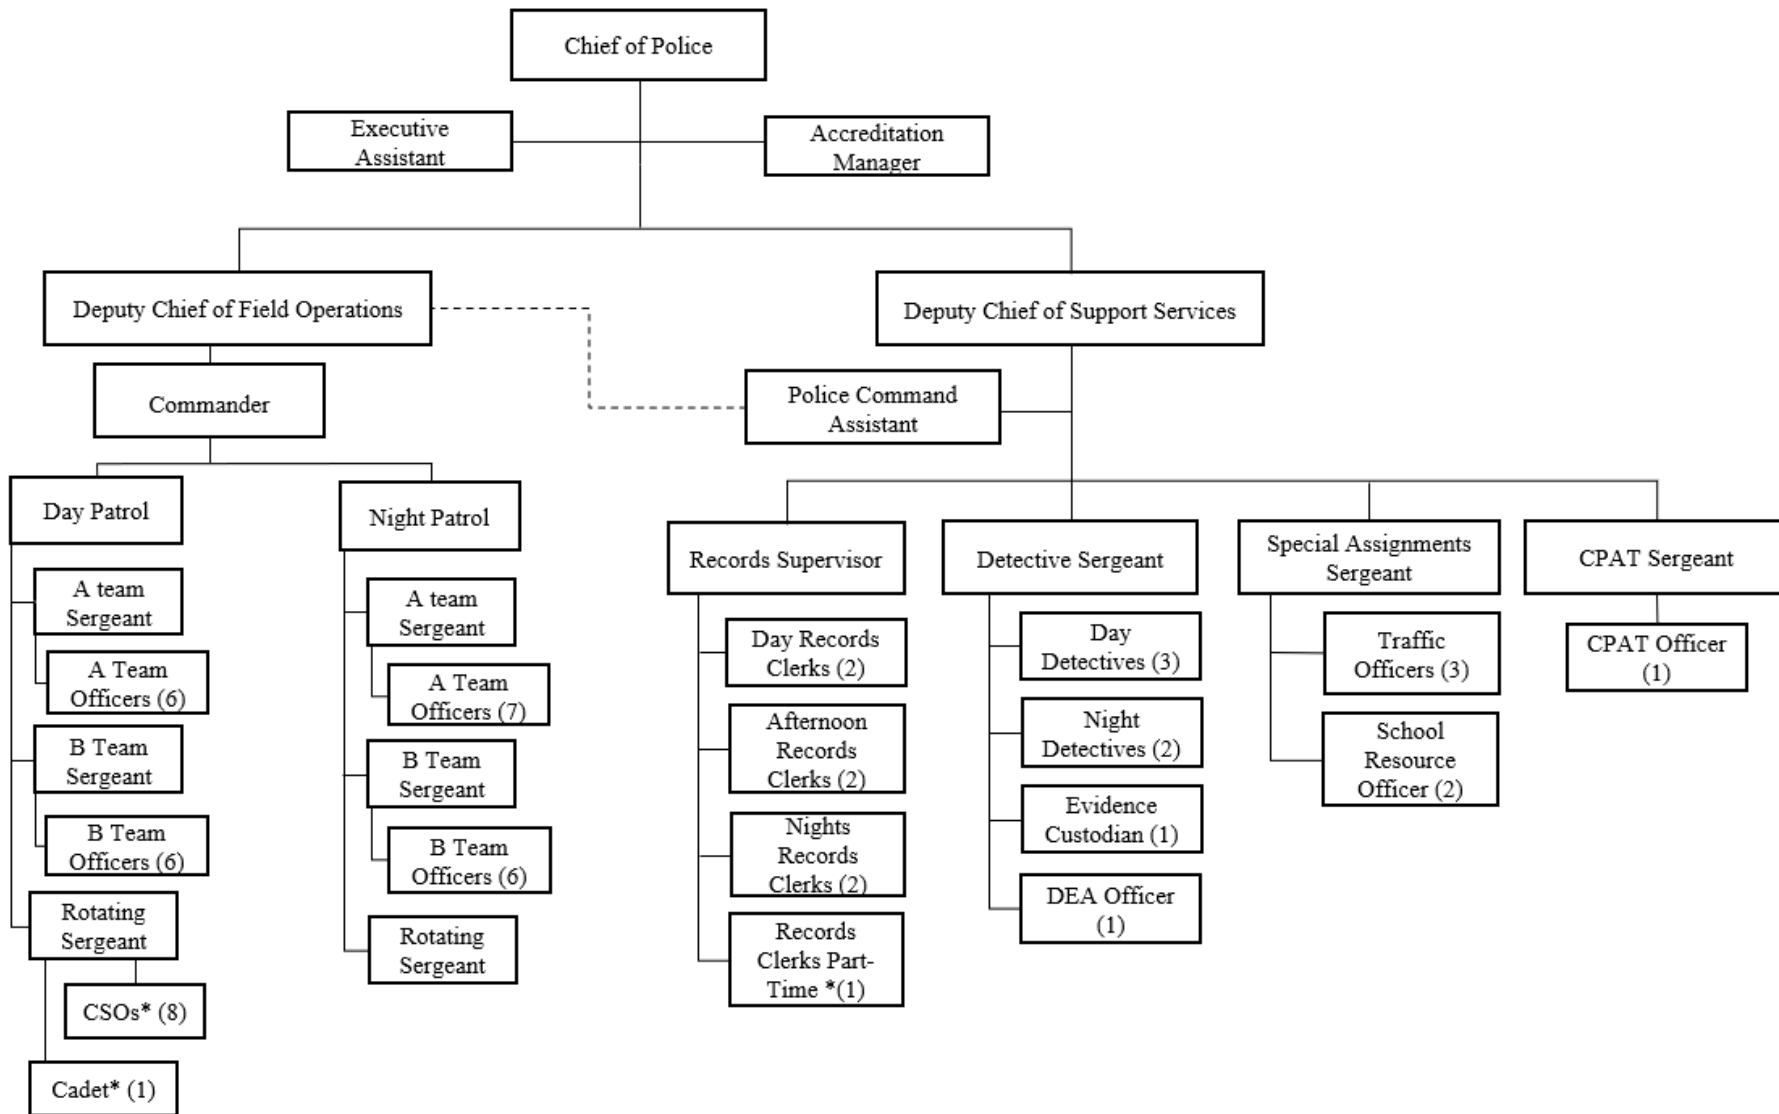 Chief of Police
Executive
Assistant
Accreditation
Manager
Deputy Chief of Field Operations
Deputy Chief of Support Services
Commander
Police Command
Assistant
Day Patrol
A team
Sergeant
A Team
Officers (6)
B Team
Sergeant
B Team
Officers (6)
Rotating
Sergeant
CSOs* (8)
Cadet* (1)
Night Patrol
A team
Sergeant
A Team
Officers (7)
B Team
Sergeant
B Team
Officers (6)
Rotating
Sergeant
Records Supervisor
Day Records
Clerks (2)
Afternoon
Records
Clerks (2)
Nights
Records
Clerks (2)
Records
Clerks Part-
Time *(1)
Detective Sergeant
Day
Detectives (3)
Night
Detectives (2)
Evidence
Custodian (1)
DEA Officer
(1)
Special Assignments
Sergeant
Traffic
Officers (3)
School
Resource
Officer (2)
CPAT Sergeant
CPAT Officer
(1)